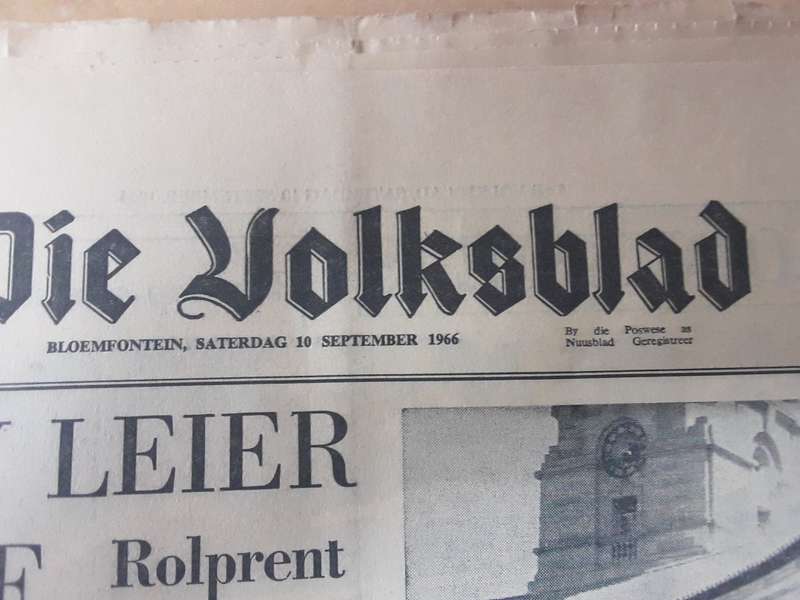 Die Volksblad
BLOEMFONTEIN, SATERDAG 10 SEPTEMBER 1966
By die Poswese as
Nuusblad Geregistreer
LEIER
Rolprent